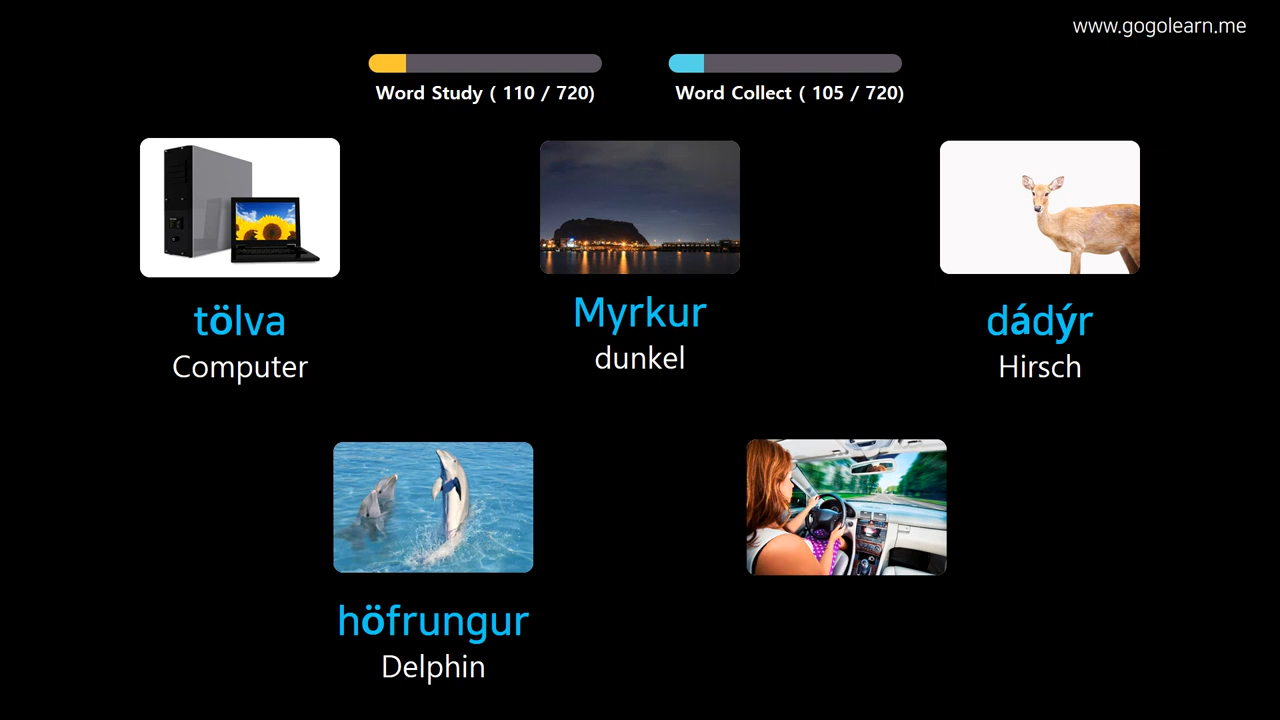 www.gogolearn.me
Word Study ( 110 / 720)
Word Collect ( 105 / 720)
tölva
Computer
Myrkur
dunkel
dádýr
Hirsch
höfrungur
Delphin